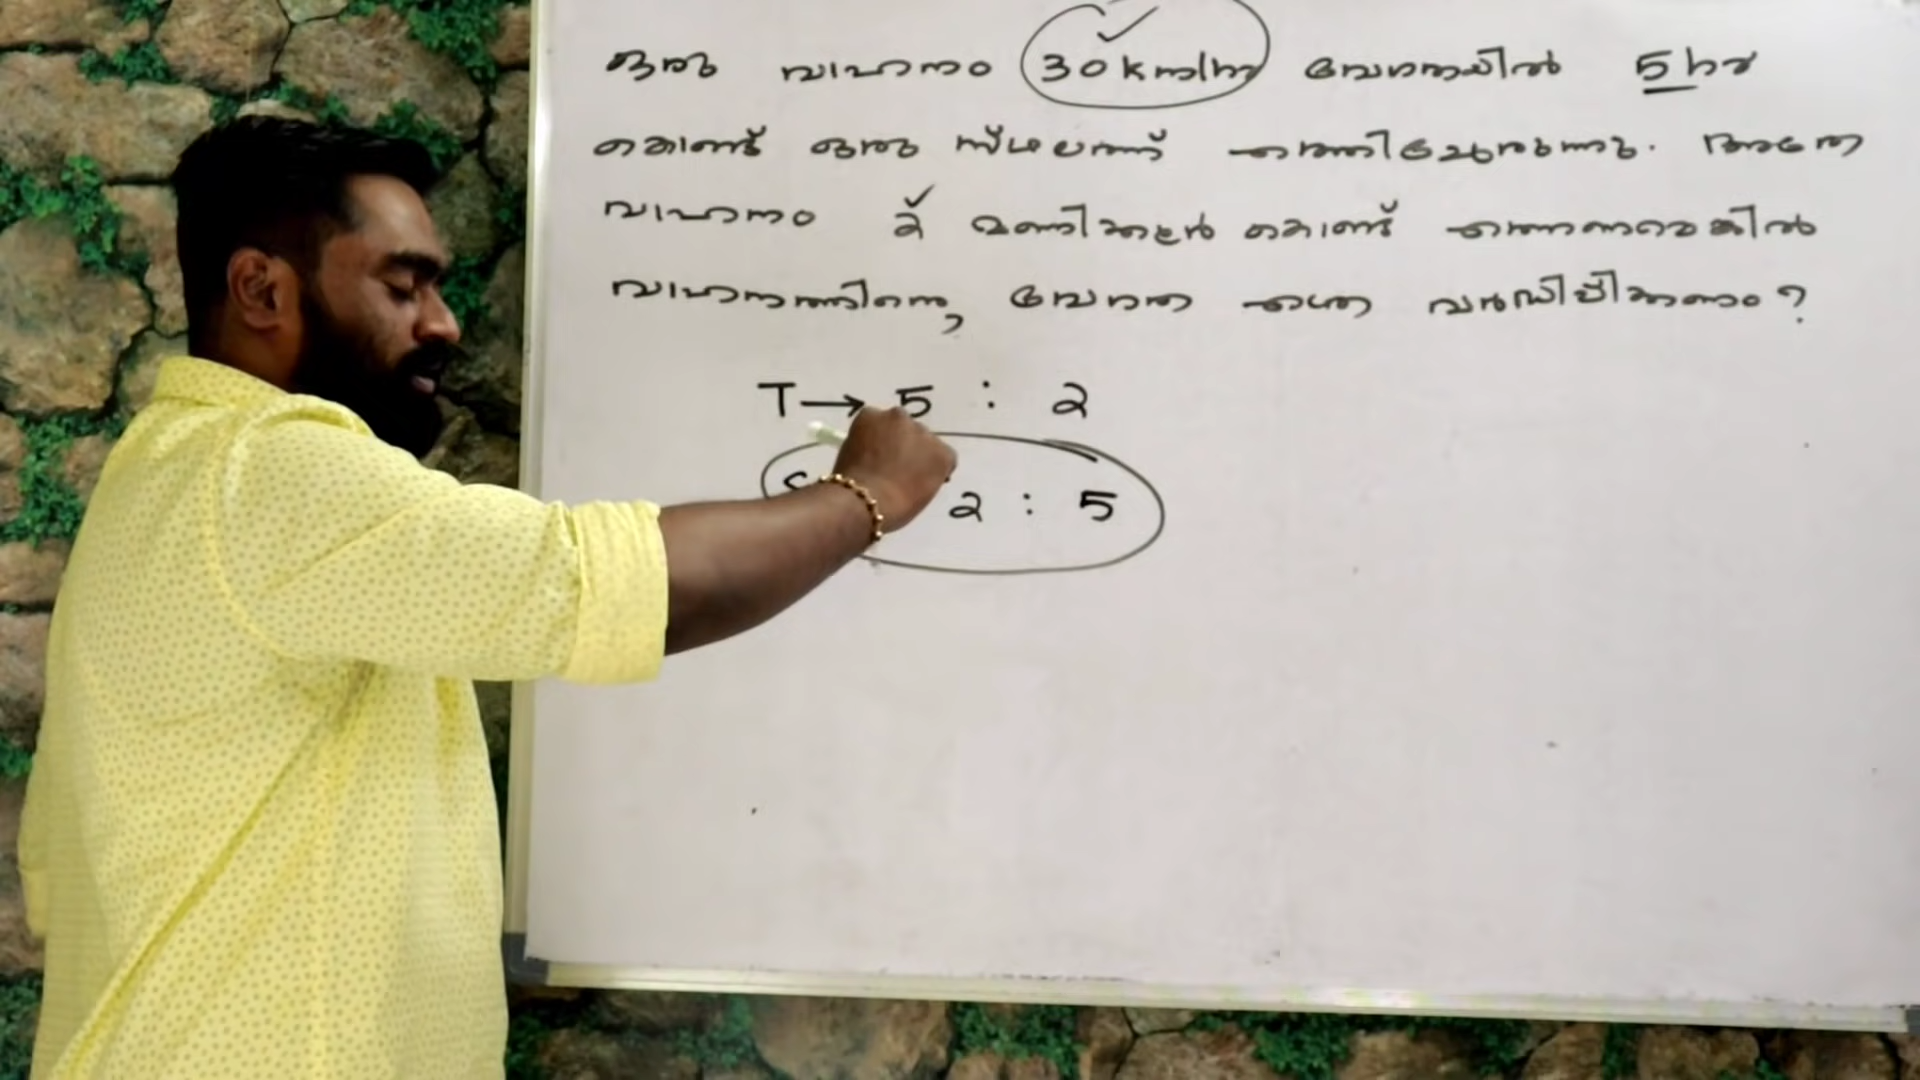 ഒരു വാഹനം 30km/hr വേഗതയിൽ 5hr
കൊണ്ട് ഒരു സ്ഥലത്ത് എത്തിച്ചേരുന്നു. അതേ
വാഹനം 2 മണിക്കൂർ കൊണ്ട് എത്തണമെങ്കിൽ
വാഹനത്തിന്റെ വേഗത എത്ര വർദ്ധിപ്പിക്കണം?
T → 5 : 2
S 2 : 5